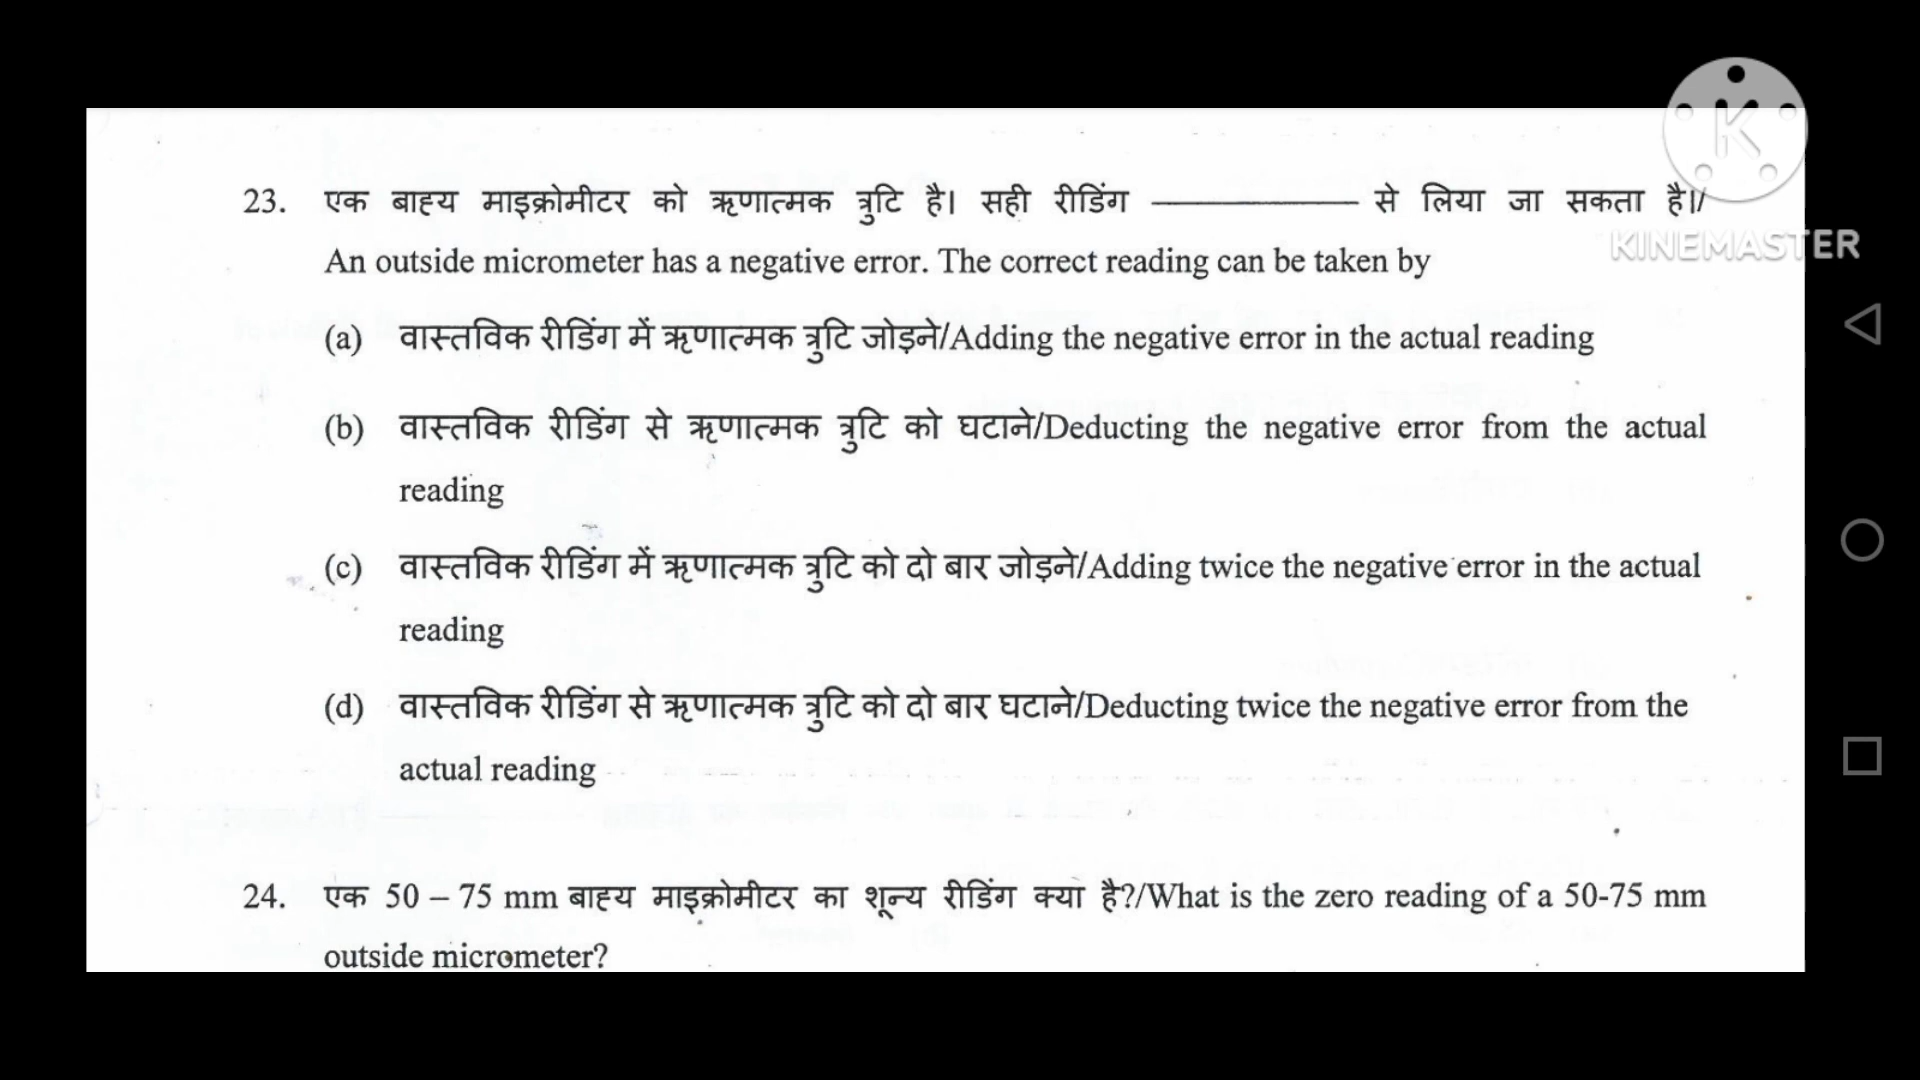 23. एक बाह्य माइक्रोमीटर को ऋणात्मक त्रुटि है। सही रीडिंग ————— से लिया जा सकता है।/
An outside micrometer has a negative error. The correct reading can be taken by
(a) वास्तविक रीडिंग में ऋणात्मक त्रुटि जोड़ने/Adding the negative error in the actual reading
(b) वास्तविक रीडिंग से ऋणात्मक त्रुटि को घटाने/Deducting the negative error from the actual
reading
(c) वास्तविक रीडिंग में ऋणात्मक त्रुटि को दो बार जोड़ने/Adding twice the negative error in the actual
reading
(d) वास्तविक रीडिंग से ऋणात्मक त्रुटि को दो बार घटाने/Deducting twice the negative error from the
actual reading
24. एक 50 – 75 mm बाह्य माइक्रोमीटर का शून्य रीडिंग क्या है?/What is the zero reading of a 50-75 mm
outside micrometer?
K
KINEMASTER